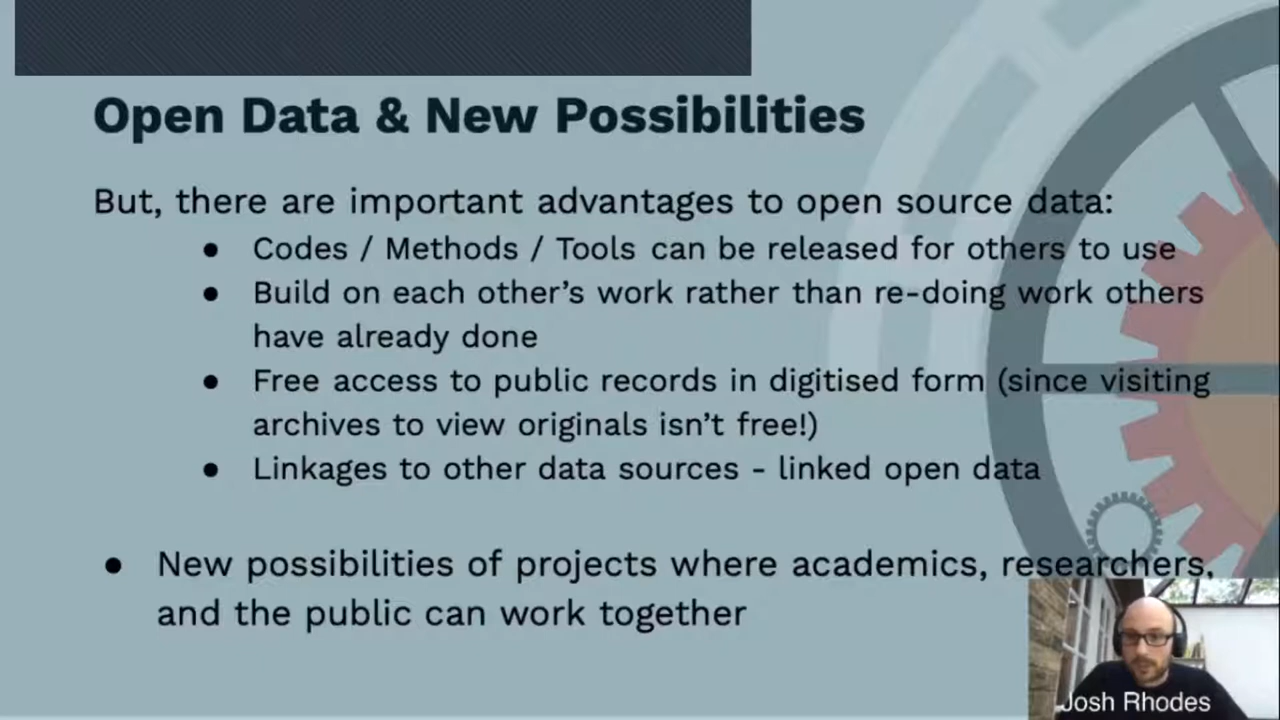 Open Data & New Possibilities
But, there are important advantages to open source data:
● Codes / Methods / Tools can be released for others to use
● Build on each other’s work rather than re-doing work others
have already done
● Free access to public records in digitised form (since visiting
archives to view originals isn’t free!)
● Linkages to other data sources - linked open data
● New possibilities of projects where academics, researchers,
and the public can work together
Josh Rhodes